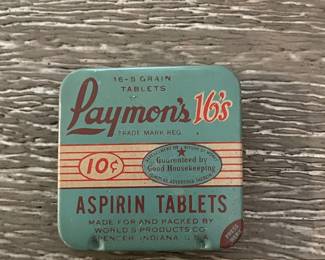 16-5 GRAIN
TABLETS
Laymon's 16's
TRADE MARK REG.
10¢
Guaranteed by
Good Housekeeping
ASPIRIN TABLETS
MADE FOR AND PACKED BY
WORLD'S PRODUCTS CO.
SPENCER, INDIANA, U.S.A.